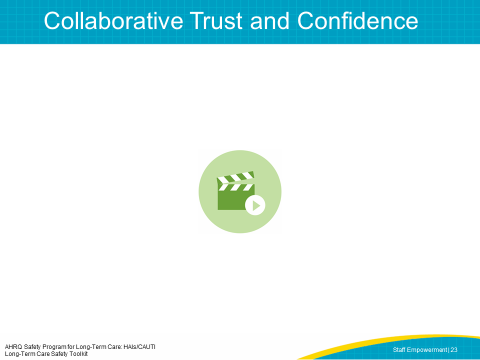 Collaborative Trust and Confidence
AHRQ Safety Program for Long-Term Care: HAIs/CAUTI
Long-Term Care Safety Toolkit
Staff Empowerment| 23